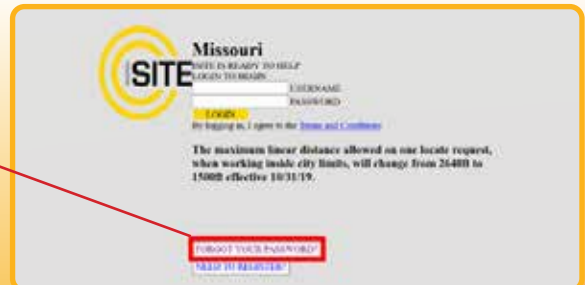 Missouri
iSITE
ISITE IS READY TO HELP
LOGIN TO BEGIN
USERNAME
PASSWORD
LOGIN
By logging in, I agree to the Terms and Conditions
The maximum linear distance allowed on one locate request,
when working inside city limits, will change from 2640ft to
1500ft effective 10/31/19.
FORGOT YOUR PASSWORD?
NEED TO REGISTER?